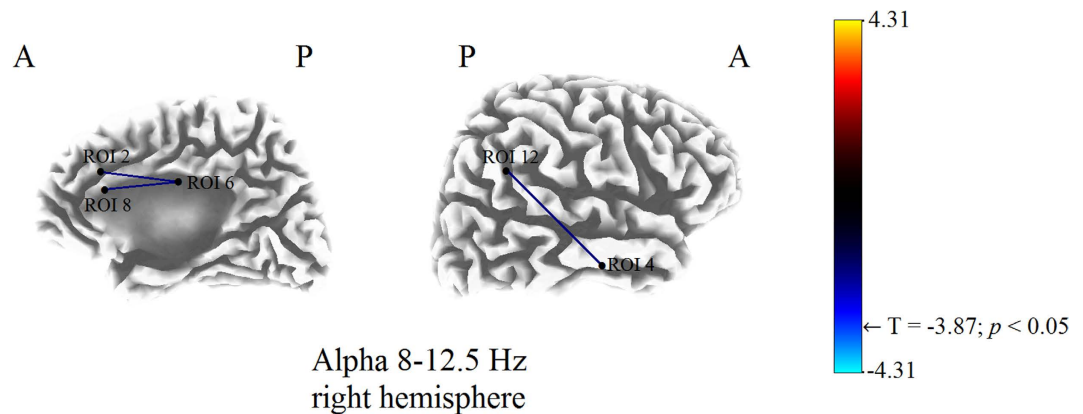 A P P A
4.31
ROI 2
ROI 6
ROI 8
ROI 12
ROI 4
← T = -3.87; p < 0.05
-4.31
Alpha 8-12.5 Hz
right hemisphere